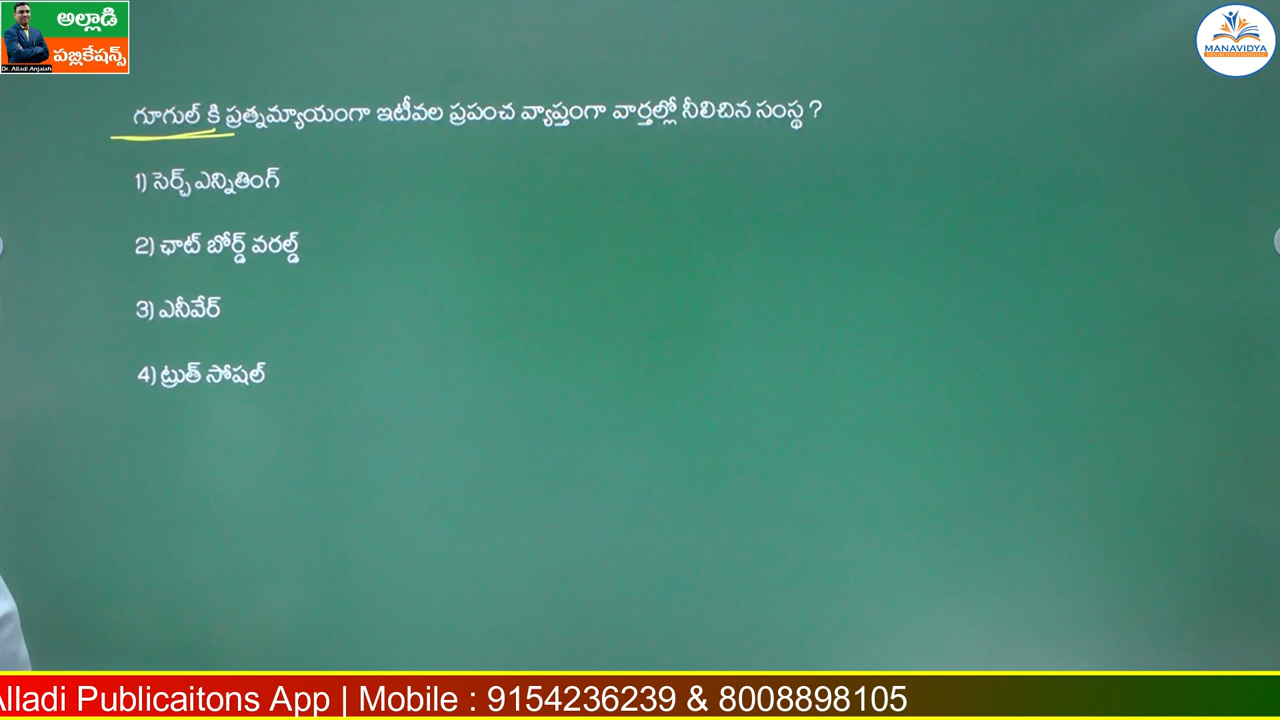 అల్లాడి
పబ్లికేషన్స్
Dr. Alladi Anjaiah
MANAVIDYA
గూగుల్ కి ప్రత్నమ్యాయంగా ఇటీవల ప్రపంచ వ్యాప్తంగా వార్తల్లో నీలిచిన సంస్థ ?
1) సెర్చ్ ఎన్నితింగ్
2) ఛాట్ బోర్డ్ వరల్డ్
3) ఎనీవేర్
4) ట్రుత్ సోషల్
Alladi Publicaitons App | Mobile : 9154236239 & 8008898105